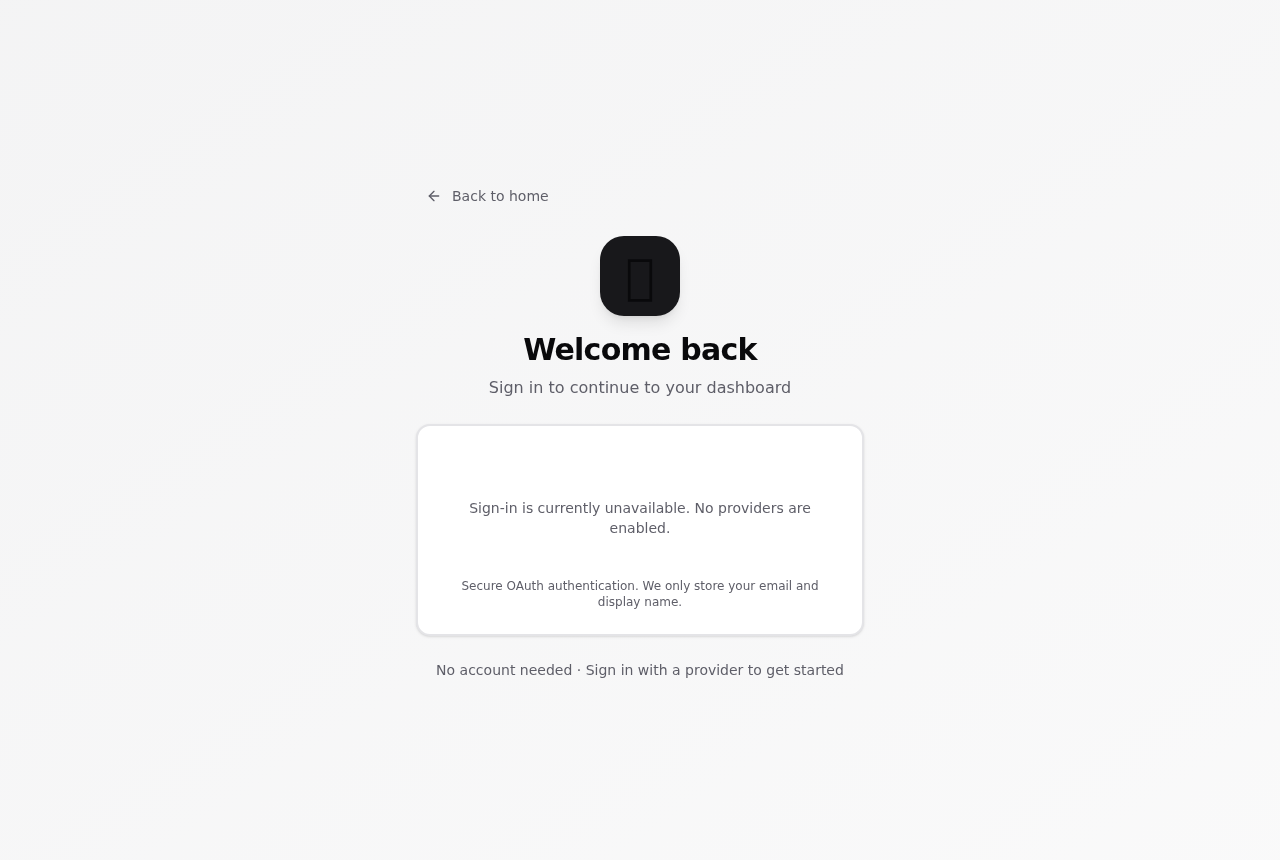 Back to home
Welcome back
Sign in to continue to your dashboard
Sign-in is currently unavailable. No providers are
enabled.
Secure OAuth authentication. We only store your email and
display name.
No account needed · Sign in with a provider to get started